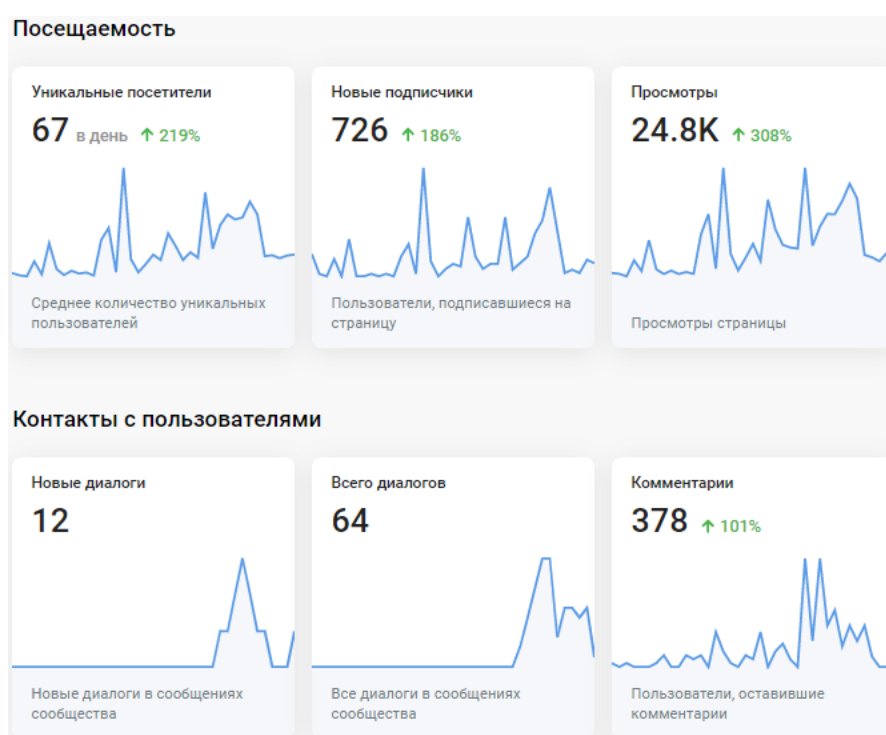 Посещаемость
Уникальные посетители
67 в день ↑ 219%
Среднее количество уникальных
пользователей
Новые подписчики
726 ↑ 186%
Пользователи, подписавшиеся на
страницу
Просмотры
24.8K ↑ 308%
Просмотры страницы
Контакты с пользователями
Новые диалоги
12
Новые диалоги в сообщениях
сообщества
Всего диалогов
64
Все диалоги в сообщениях
сообщества
Комментарии
378 ↑ 101%
Пользователи, оставившие
комментарии